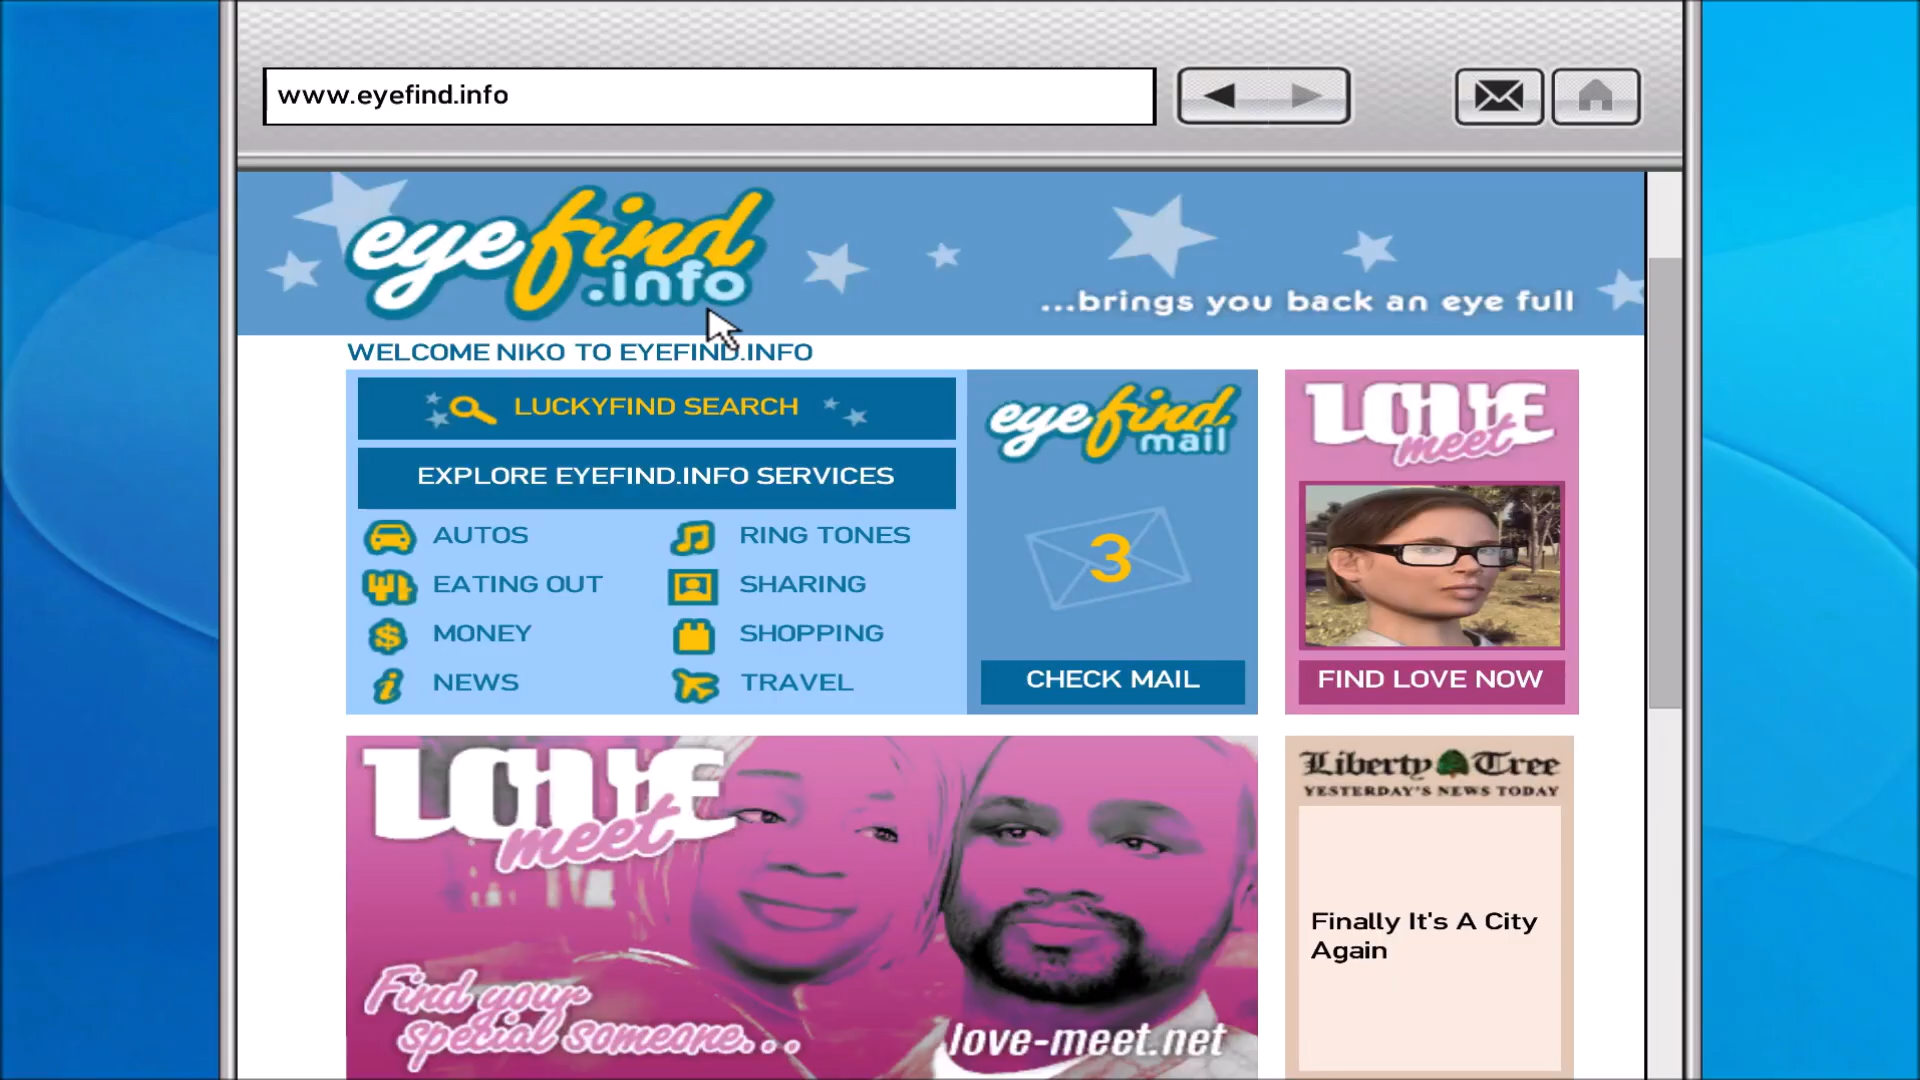 www.eyefind.info
eyefind
.info
...brings you back an eye full
WELCOME NIKO TO EYEFIND.INFO
LUCKYFIND SEARCH
EXPLORE EYEFIND.INFO SERVICES
AUTOS
RING TONES
EATING OUT
SHARING
MONEY
SHOPPING
NEWS
TRAVEL
eyefind
mail
3
CHECK MAIL
LOVE
meet
FIND LOVE NOW
LOVE
meet
Find your
special someone...
love-meet.net
Liberty Tree
YESTERDAY'S NEWS TODAY
Finally It's A City
Again